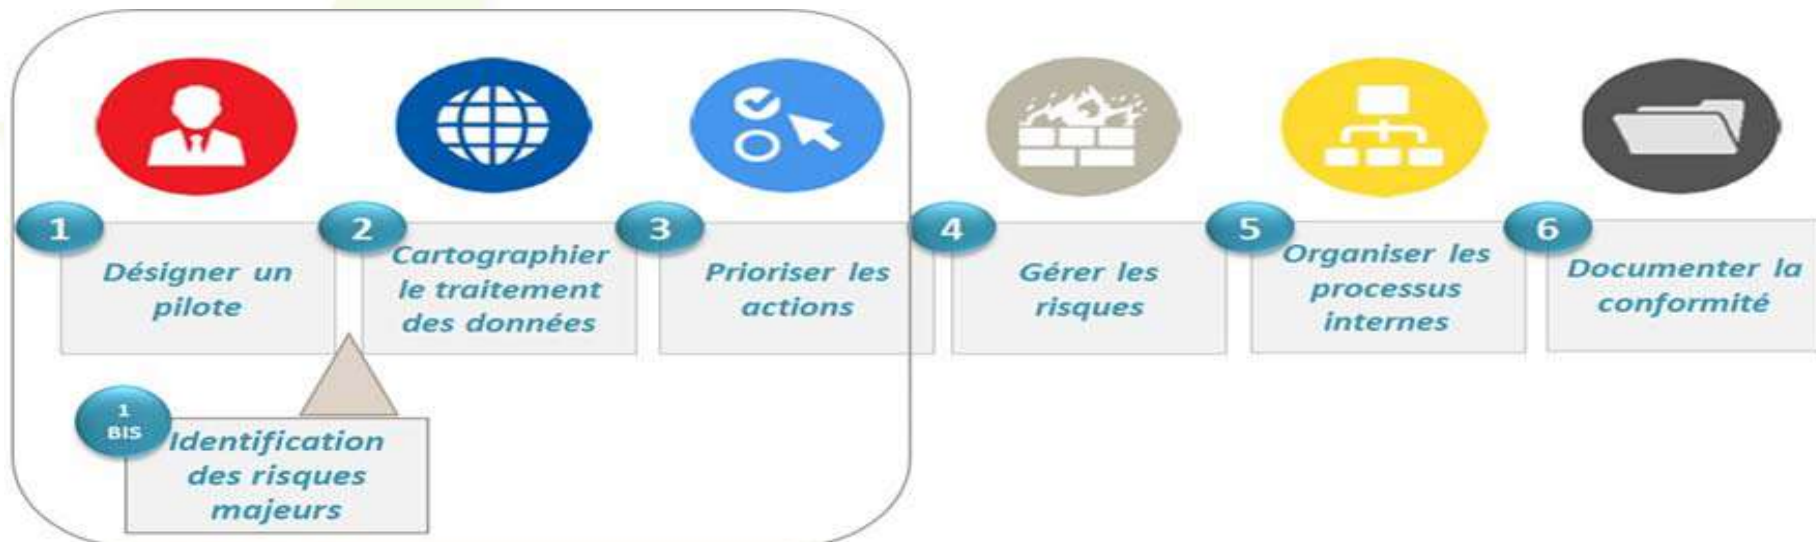 1
Désigner un
pilote
2
Cartographier
le traitement
des données
3
Prioriser les
actions
4
Gérer les
risques
5
Organiser les
processus
internes
6
Documenter la
conformité
1
BIS
Identification
des risques
majeurs